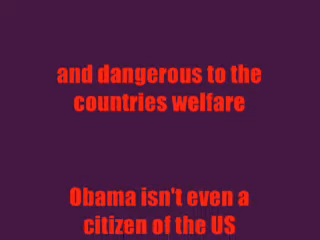 and dangerous to the
countries welfare
Obama isn't even a
citizen of the US